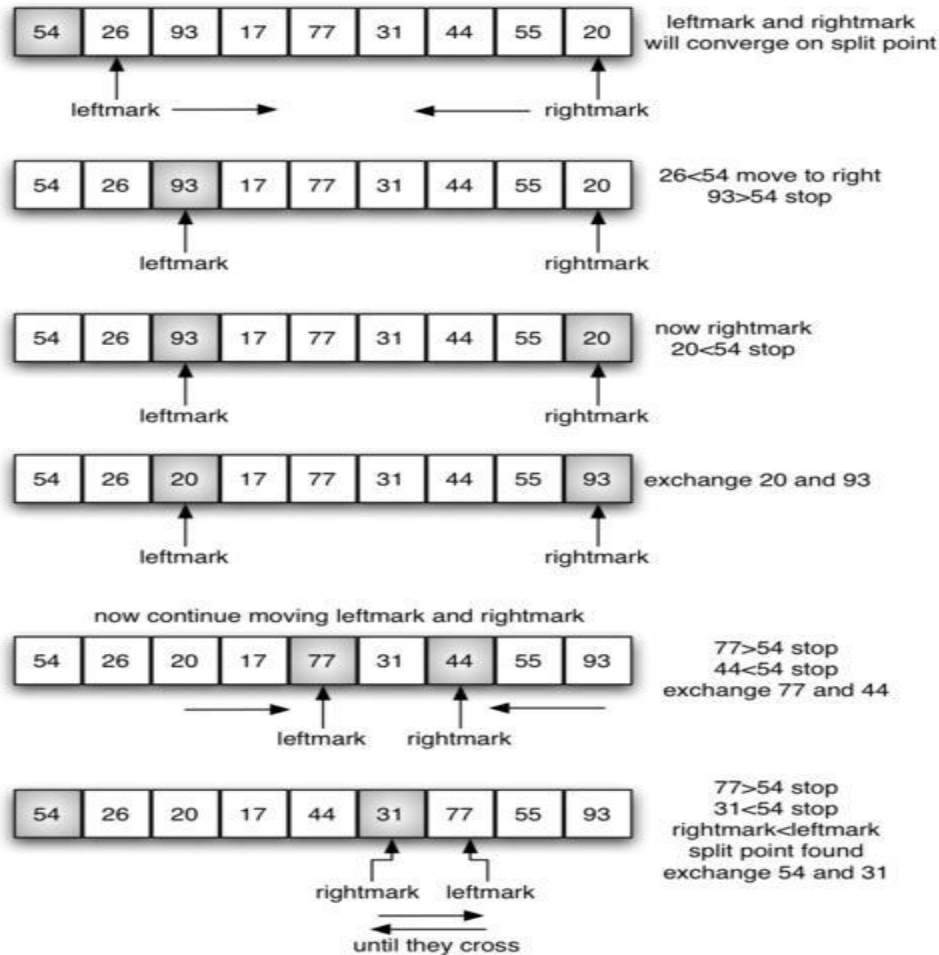 54 26 93 17 77 31 44 55 20
leftmark and rightmark
will converge on split point
leftmark
rightmark
54 26 93 17 77 31 44 55 20
26<54 move to right
93>54 stop
leftmark
rightmark
54 26 93 17 77 31 44 55 20
now rightmark
20<54 stop
leftmark
rightmark
54 26 20 17 77 31 44 55 93
exchange 20 and 93
leftmark
rightmark
now continue moving leftmark and rightmark
54 26 20 17 77 31 44 55 93
77>54 stop
44<54 stop
exchange 77 and 44
leftmark
rightmark
54 26 20 17 44 31 77 55 93
77>54 stop
31<54 stop
rightmark<leftmark
split point found
exchange 54 and 31
rightmark
leftmark
until they cross